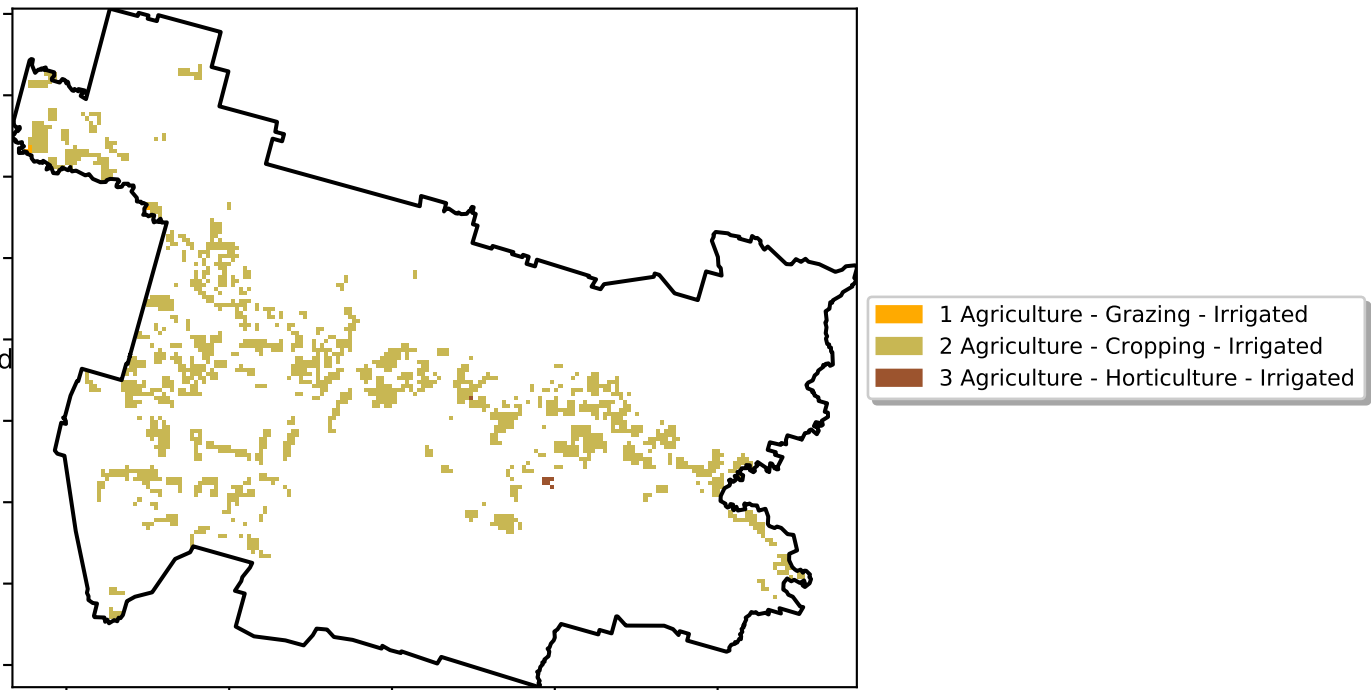 d
1 Agriculture - Grazing - Irrigated
2 Agriculture - Cropping - Irrigated
3 Agriculture - Horticulture - Irrigated